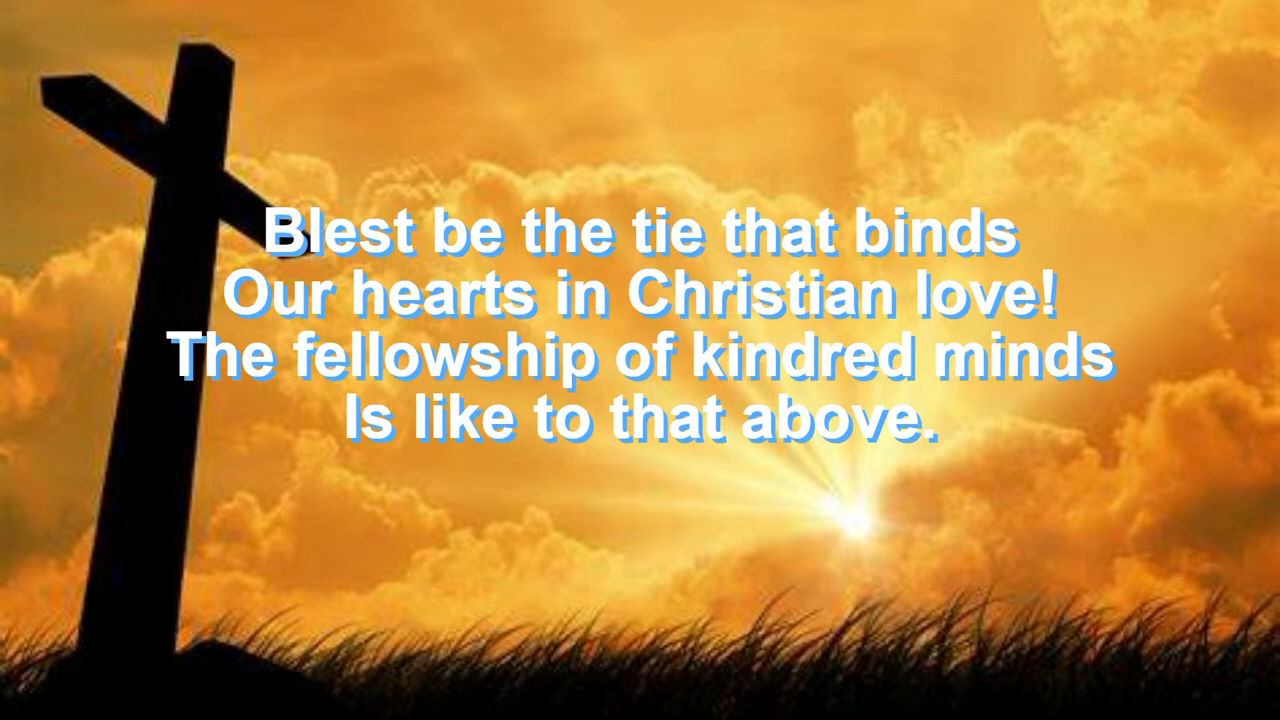 Blest be the tie that binds
Our hearts in Christian love!
The fellowship of kindred minds
Is like to that above.